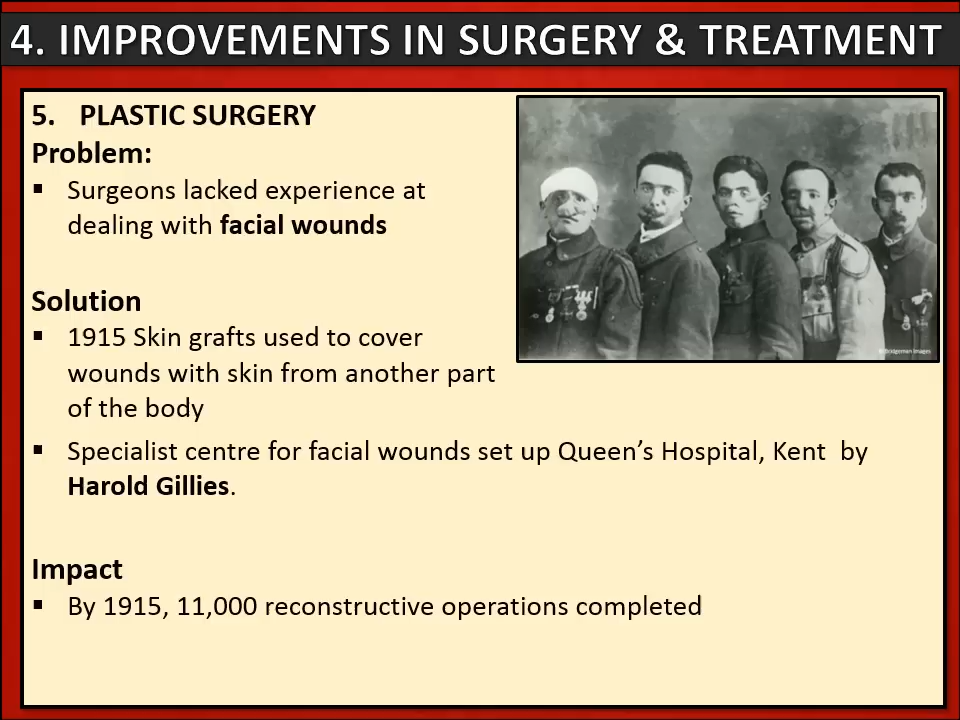 4. IMPROVEMENTS IN SURGERY & TREATMENT
5. PLASTIC SURGERY
Problem:
▪ Surgeons lacked experience at
dealing with facial wounds
Solution
▪ 1915 Skin grafts used to cover
wounds with skin from another part
of the body
▪ Specialist centre for facial wounds set up Queen’s Hospital, Kent by
Harold Gillies.
Impact
▪ By 1915, 11,000 reconstructive operations completed
© Bridgeman Images